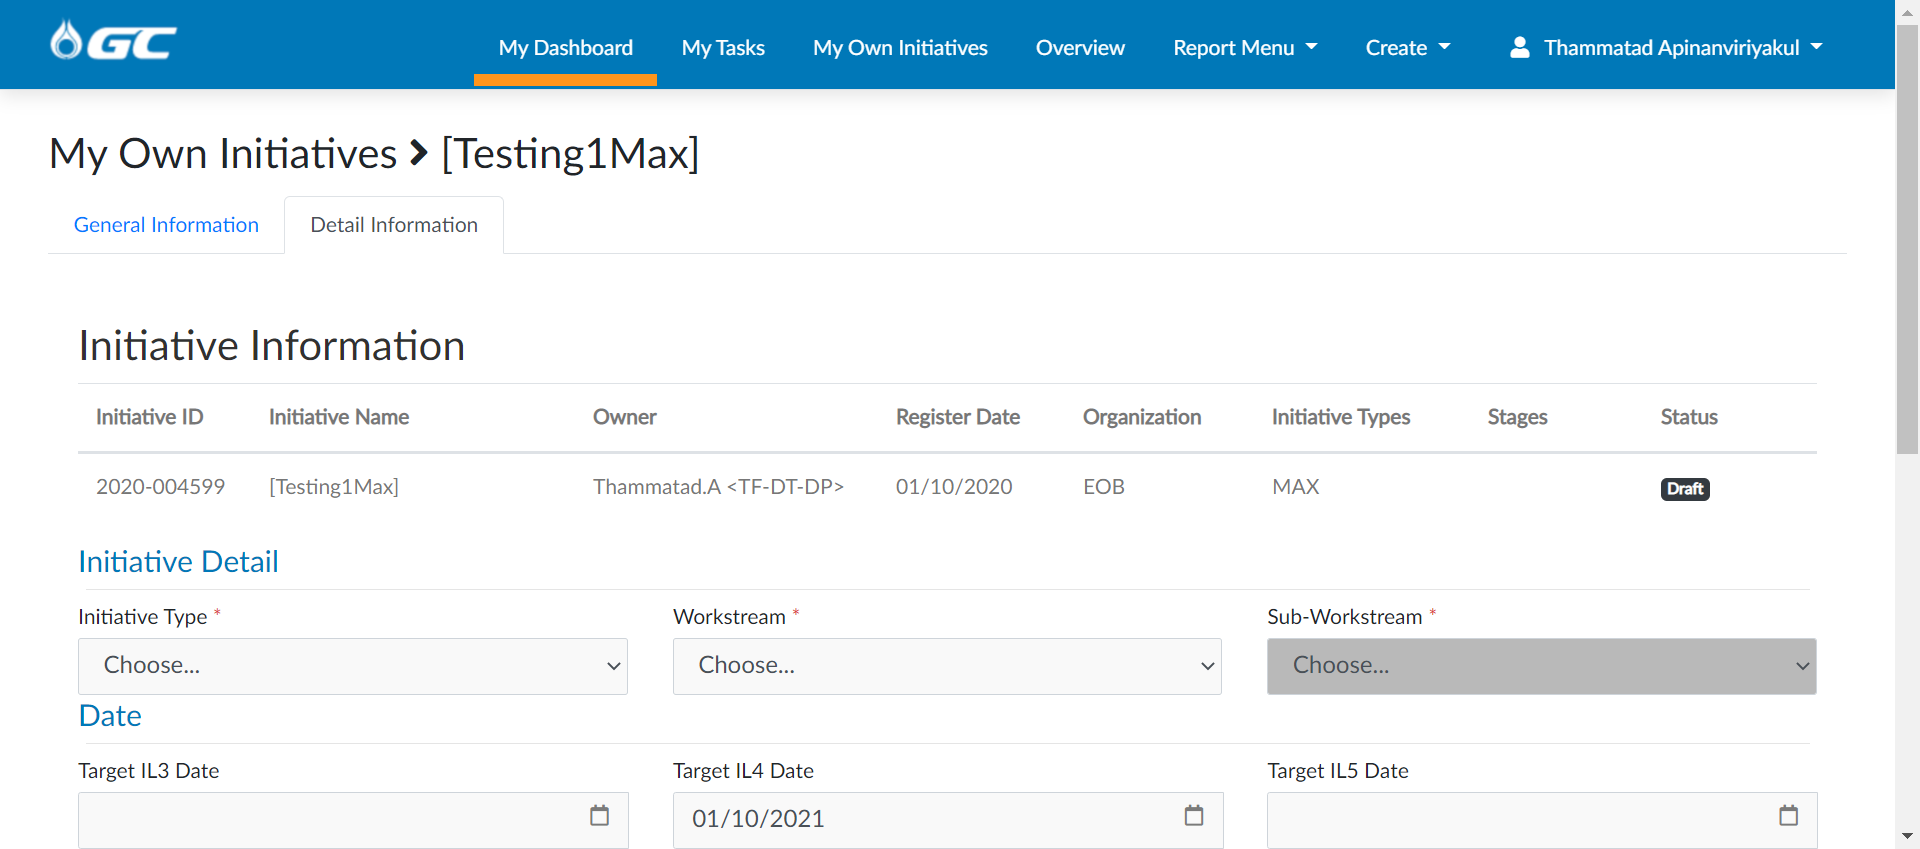 GC
My Dashboard My Tasks My Own Initiatives Overview Report Menu Create Thammatad Apinanviriyakul
My Own Initiatives > [Testing1Max]
General Information Detail Information
Initiative Information
Initiative ID Initiative Name Owner Register Date Organization Initiative Types Stages Status
2020-004599 [Testing1Max] Thammatad.A <TF-DT-DP> 01/10/2020 EOB MAX Draft
Initiative Detail
Initiative Type * Workstream * Sub-Workstream *
Choose... Choose... Choose...
Date
Target IL3 Date Target IL4 Date Target IL5 Date
01/10/2021